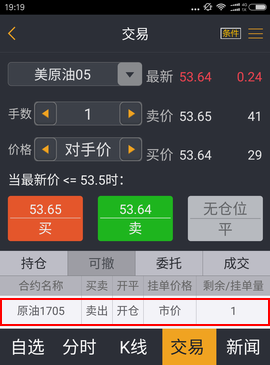 19:19
交易 条件
美原油05 最新 53.64 0.24
手数 1 卖价 53.65 41
价格 对手价 买价 53.64 29
当最新价 <= 53.5时：
53.65 53.64 无仓位
买 卖 平
持仓 可撤 委托 成交
合约名称 买卖 开平 挂单价格 剩余/挂单量
原油1705 卖出 开仓 市价 1
自选 分时 K线 交易 新闻